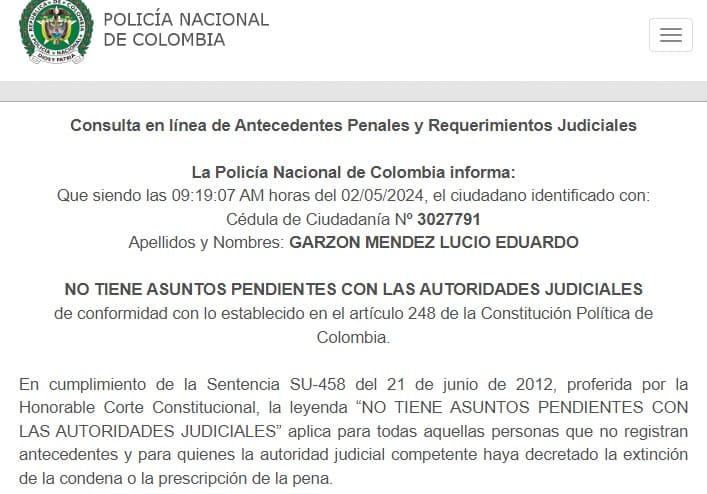 REPUBLICA DE COLOMBIA
DIOS Y PATRIA
POLICÍA NACIONAL
DE COLOMBIA
Consulta en línea de Antecedentes Penales y Requerimientos Judiciales
La Policía Nacional de Colombia informa:
Que siendo las 09:19:07 AM horas del 02/05/2024, el ciudadano identificado con:
Cédula de Ciudadanía Nº 3027791
Apellidos y Nombres: GARZON MENDEZ LUCIO EDUARDO
NO TIENE ASUNTOS PENDIENTES CON LAS AUTORIDADES JUDICIALES
de conformidad con lo establecido en el artículo 248 de la Constitución Política de
Colombia.
En cumplimiento de la Sentencia SU-458 del 21 de junio de 2012, proferida por la
Honorable Corte Constitucional, la leyenda “NO TIENE ASUNTOS PENDIENTES CON
LAS AUTORIDADES JUDICIALES” aplica para todas aquellas personas que no registran
antecedentes y para quienes la autoridad judicial competente haya decretado la extinción
de la condena o la prescripción de la pena.